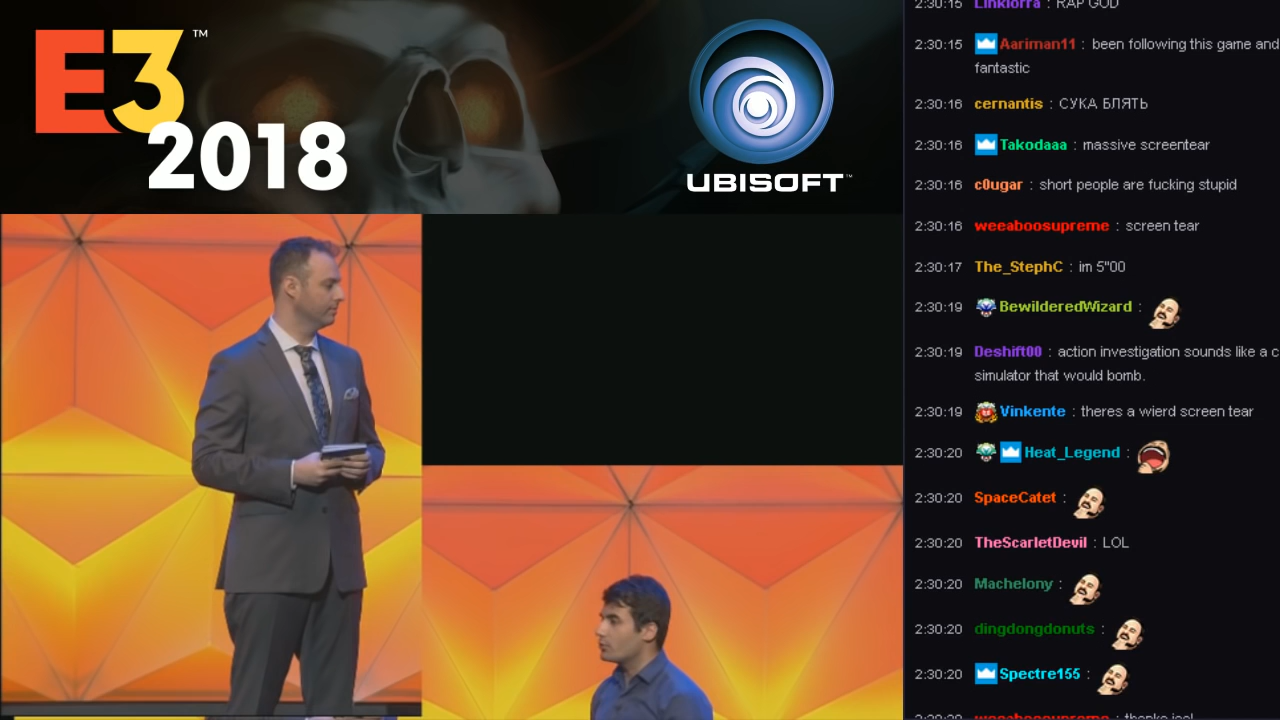 E3™
2018
UBISOFT™
2:30:15 Linkiorra : RAP GOD
2:30:15 Aariman11 : been following this game and
fantastic
2:30:16 cernantis : СУКА БЛЯТЬ
2:30:16 Takodaaa : massive screentear
2:30:16 c0ugar : short people are fucking stupid
2:30:16 weeaboosupreme : screen tear
2:30:17 The_StephC : im 5"00
2:30:19 BewilderedWizard :
2:30:19 Deshift00 : action investigation sounds like a c
simulator that would bomb.
2:30:19 Vinkente : theres a wierd screen tear
2:30:20 Heat_Legend :
2:30:20 SpaceCatet :
2:30:20 TheScarletDevil : LOL
2:30:20 Machelony :
2:30:20 dingdongdonuts :
2:30:20 Spectre155 :
weeaboosupreme : thanks